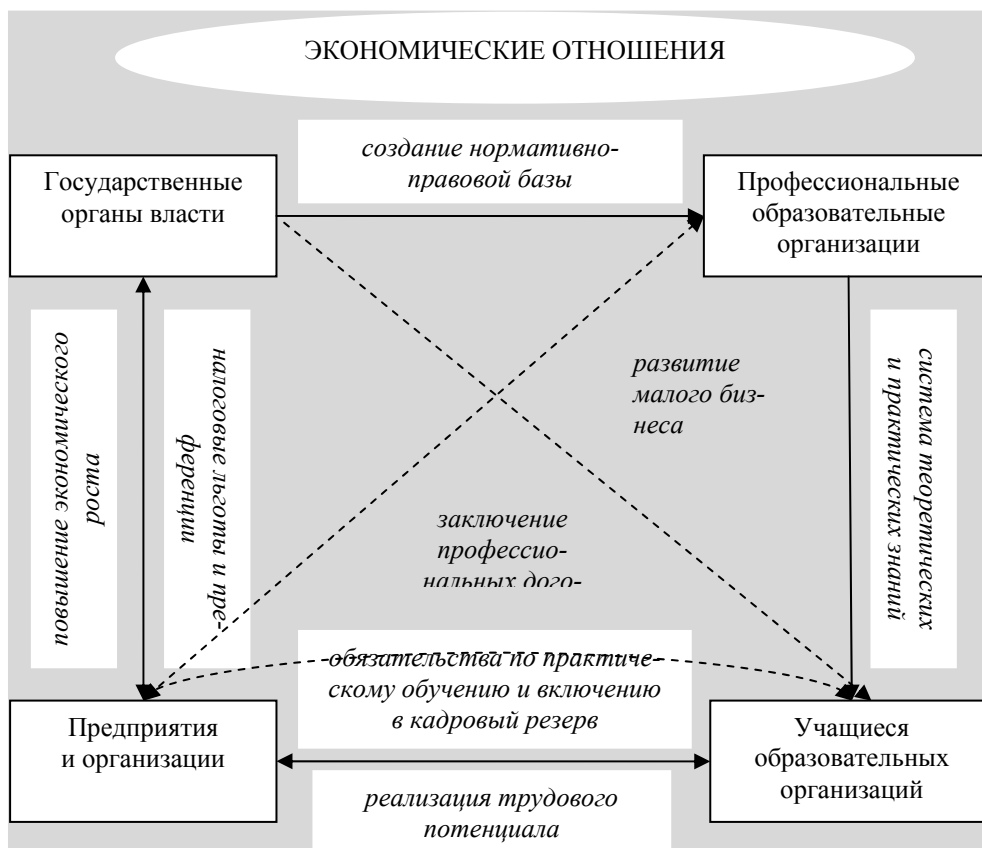 ЭКОНОМИЧЕСКИЕ ОТНОШЕНИЯ
создание нормативно-
правовой базы
Государственные
органы власти
Профессиональные
образовательные
организации
повышение экономического
роста
налоговые льготы и пре-
ференции
развитие
малого биз-
неса
система теоретических
и практических знаний
заключение
профессио-
нальных дого-
обязательства по практиче-
скому обучению и включению
в кадровый резерв
Предприятия
и организации
Учащиеся
образовательных
организаций
реализация трудового
потенциала